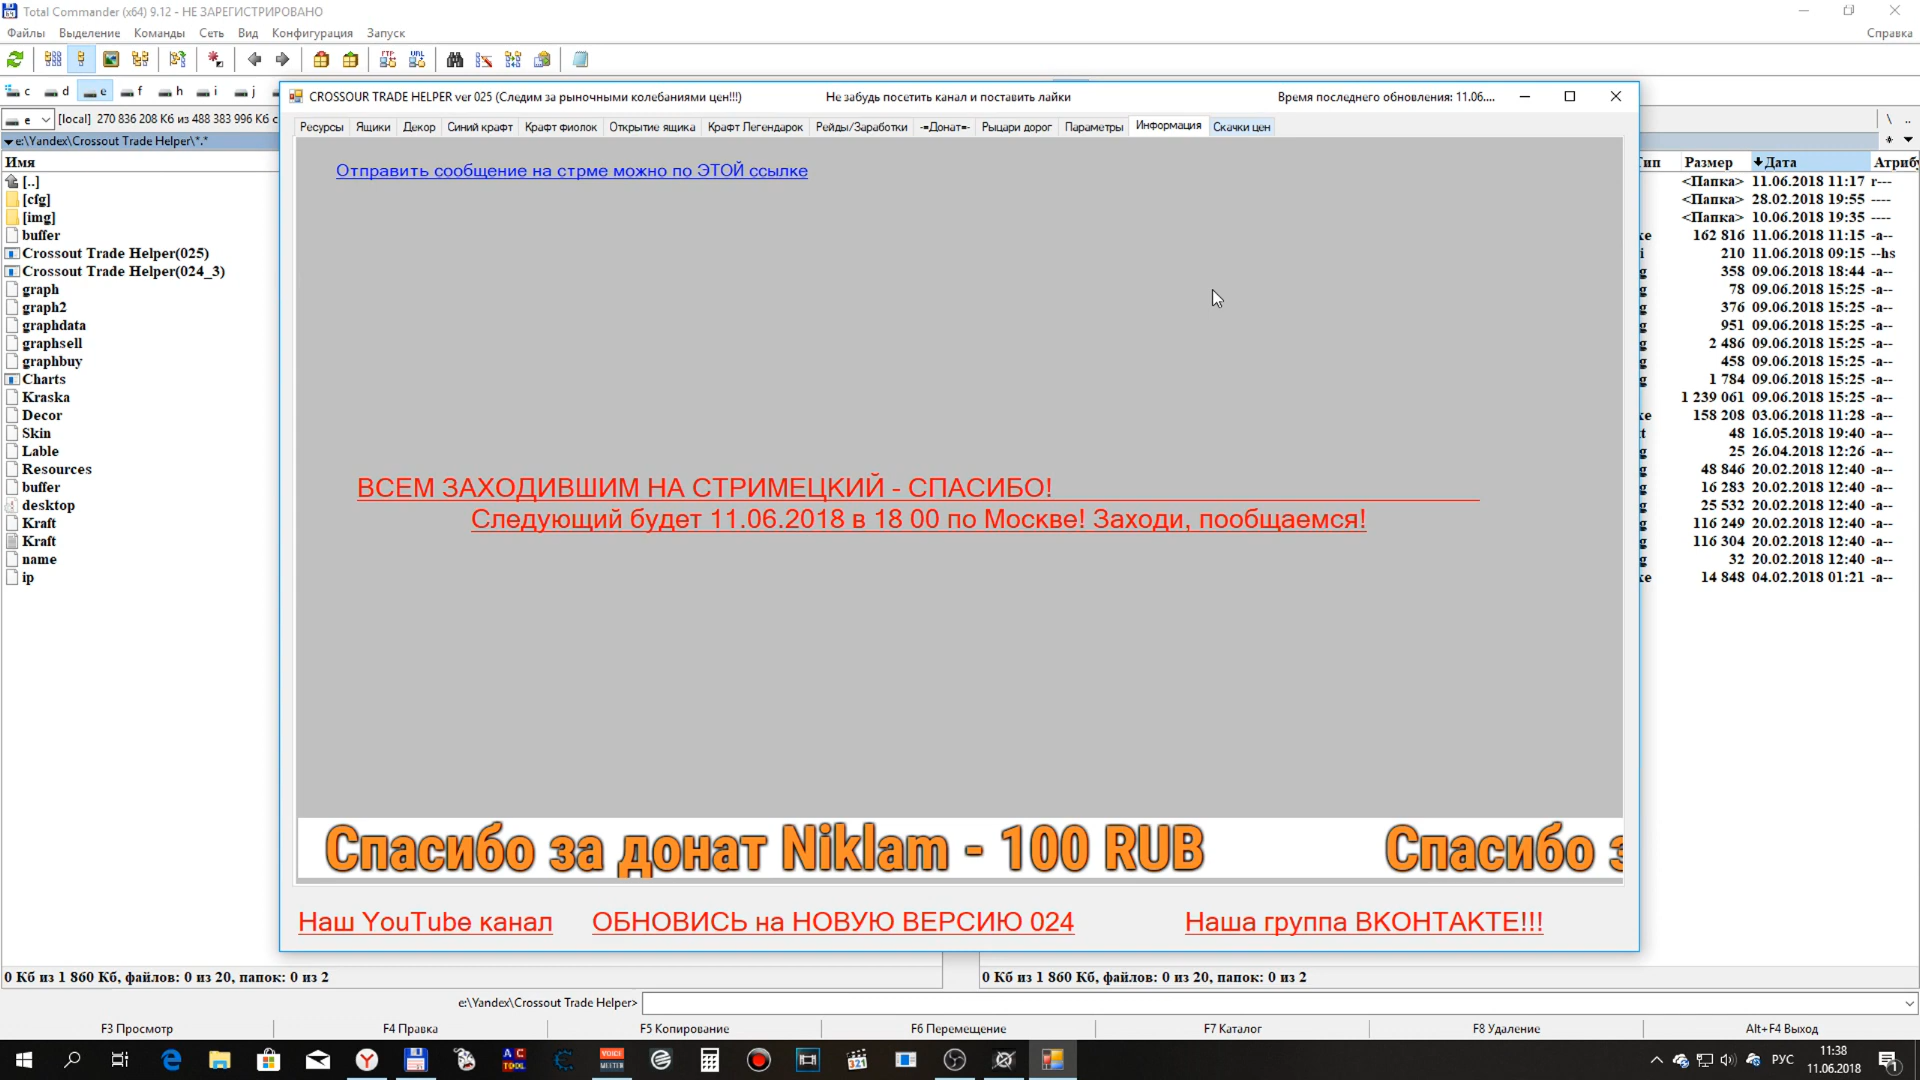 Total Commander (x64) 9.12 - НЕ ЗАРЕГИСТРИРОВАНО
Файлы Выделение Команды Сеть Вид Конфигурация Запуск Справка
c d e f h i j
e [local] 270 836 208 Кб из 488 383 996 Кб с
e:\Yandex\Crossout Trade Helper\*.*
Имя
[..]
[cfg]
[img]
buffer
Crossout Trade Helper(025)
Crossout Trade Helper(024_3)
graph
graph2
graphdata
graphsell
graphbuy
Charts
Kraska
Decor
Skin
Lable
Resources
buffer
desktop
Kraft
Kraft
name
ip
CROSSOUR TRADE HELPER ver 025 (Следим за рыночными колебаниями цен!!!) Не забудь посетить канал и поставить лайки Время последнего обновления: 11.06....
Ресурсы Ящики Декор Синий крафт Крафт фиолок Открытие ящика Крафт Легендарок Рейды/Заработки -=Донат=- Рыцари дорог Параметры Информация Скачки цен
Отправить сообщение на стрме можно по ЭТОЙ ссылке
ВСЕМ ЗАХОДИВШИМ НА СТРИМЕЦКИЙ - СПАСИБО!
Следующий будет 11.06.2018 в 18 00 по Москве! Заходи, пообщаемся!
Спасибо за донат Niklam - 100 RUB Спасибо
Наш YouTube канал ОБНОВИСЬ на НОВУЮ ВЕРСИЮ 024 Наша группа ВКОНТАКТЕ!!!
\ ..
Тип Размер Дата Атрибу
<Папка> 11.06.2018 11:17 r---
<Папка> 28.02.2018 19:55 ----
<Папка> 10.06.2018 19:35 ----
xe 162 816 11.06.2018 11:15 -a--
i 210 11.06.2018 09:15 --hs
g 358 09.06.2018 18:44 -a--
g 78 09.06.2018 15:25 -a--
g 376 09.06.2018 15:25 -a--
g 951 09.06.2018 15:25 -a--
g 2 486 09.06.2018 15:25 -a--
g 458 09.06.2018 15:25 -a--
g 1 784 09.06.2018 15:25 -a--
1 239 061 09.06.2018 15:25 -a--
xe 158 208 03.06.2018 11:28 -a--
t 48 16.05.2018 19:40 -a--
g 25 26.04.2018 12:26 -a--
g 48 846 20.02.2018 12:40 -a--
g 16 283 20.02.2018 12:40 -a--
g 25 532 20.02.2018 12:40 -a--
g 116 249 20.02.2018 12:40 -a--
g 116 304 20.02.2018 12:40 -a--
g 32 20.02.2018 12:40 -a--
xe 14 848 04.02.2018 01:21 -a--
0 Кб из 1 860 Кб, файлов: 0 из 20, папок: 0 из 2 0 Кб из 1 860 Кб, файлов: 0 из 20, папок: 0 из 2
e:\Yandex\Crossout Trade Helper>
F3 Просмотр F4 Правка F5 Копирование F6 Перемещение F7 Каталог F8 Удаление Alt+F4 Выход
AC TOOL VOICE MEETER 321 РУС 11:38
11.06.2018 1